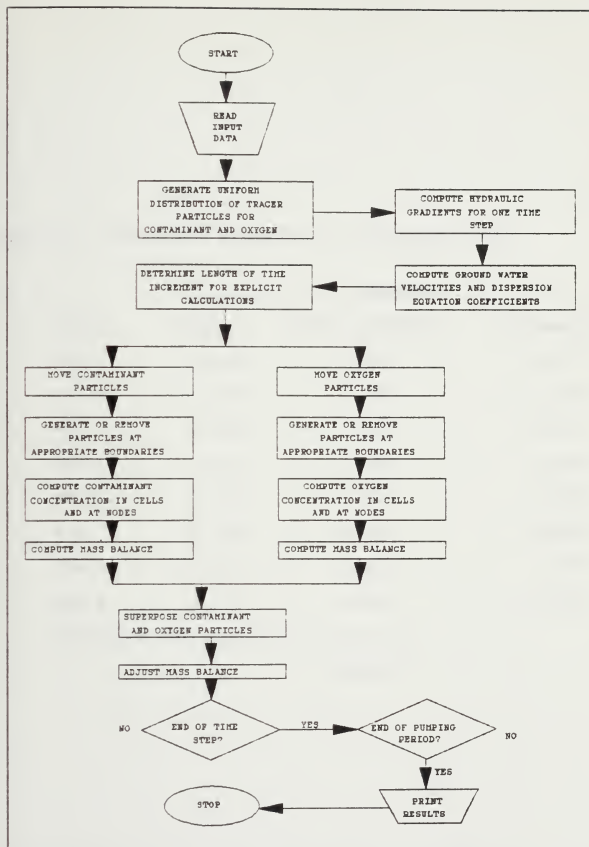 START
READ
INPUT
DATA
GENERATE UNIFORM
DISTRIBUTION OF TRACER
PARTICLES FOR
CONTAMINANT AND OXYGEN
COMPUTE HYDRAULIC
GRADIENTS FOR ONE TIME
STEP
DETERMINE LENGTH OF TIME
INCREMENT FOR EXPLICIT
CALCULATIONS
COMPUTE GROUND WATER
VELOCITIES AND DISPERSION
EQUATION COEFFICIENTS
MOVE CONTAMINANT
PARTICLES
MOVE OXYGEN
PARTICLES
GENERATE OR REMOVE
PARTICLES AT
APPROPRIATE BOUNDARIES
GENERATE OR REMOVE
PARTICLES AT
APPROPRIATE BOUNDARIES
COMPUTE CONTAMINANT
CONCENTRATION IN CELLS
AND AT NODES
COMPUTE OXYGEN
CONCENTRATION IN CELLS
AND AT NODES
COMPUTE MASS BALANCE
COMPUTE MASS BALANCE
SUPERPOSE CONTAMINANT
AND OXYGEN PARTICLES
ADJUST MASS BALANCE
NO
END OF TIME
STEP?
YES
END OF PUMPING
PERIOD?
NO
YES
STOP
PRINT
RESULTS